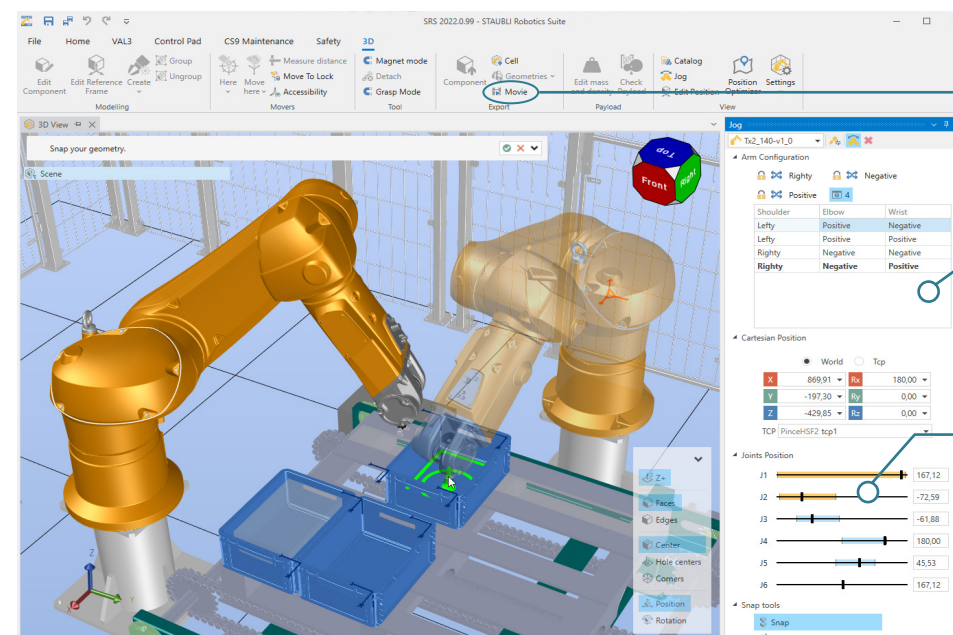 SRS 2022.0.99 - STAUBLI Robotics Suite
File Home VAL3 Control Pad CS9 Maintenance Safety 3D
Group Measure distance Magnet mode Cell Catalog
Ungroup Move To Lock Detach Geometries Jog
Edit Component Edit Reference Frame Create Here Move here Accessibility Grasp Mode Component Movie Edit mass and density Check Payload Edit Position Position Optimizer Settings
Modelling Movers Tool Export Payload View
3D View Jog
Snap your geometry.
Tx2_140-v1_0
Scene
Top
Front Right
Arm Configuration
Righty Negative
Positive 4
Shoulder Elbow Wrist
Lefty Positive Negative
Lefty Positive Positive
Righty Negative Negative
Righty Negative Positive
Cartesian Position
World Tcp
X 869,91 Rx 180,00
Y -197,30 Ry 0,00
Z -429,85 Rz 0,00
TCP PinceHSF2 tcp1
Joints Position
J1 167,12
J2 -72,59
J3 -61,88
J4 180,00
J5 45,53
J6 167,12
Snap tools
Snap
Z+
Faces
Edges
Center
Hole centers
Corners
Position
Rotation
Z
X Y